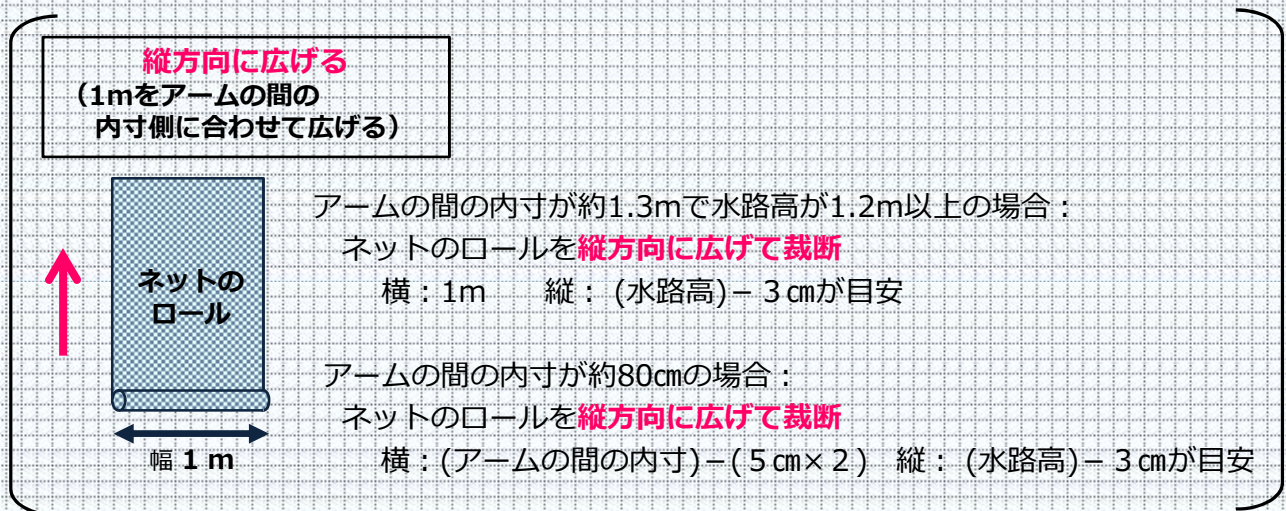 縦方向に広げる
（1mをアームの間の
内寸側に合わせて広げる）
アームの間の内寸が約1.3mで水路高が1.2m以上の場合：
ネットのロールを縦方向に広げて裁断
横：1m　　縦： (水路高)－３㎝が目安
ネットの
ロール
アームの間の内寸が約80㎝の場合：
ネットのロールを縦方向に広げて裁断
横：(アームの間の内寸)－(５㎝×２)　縦： (水路高)－３㎝が目安
幅 1 m